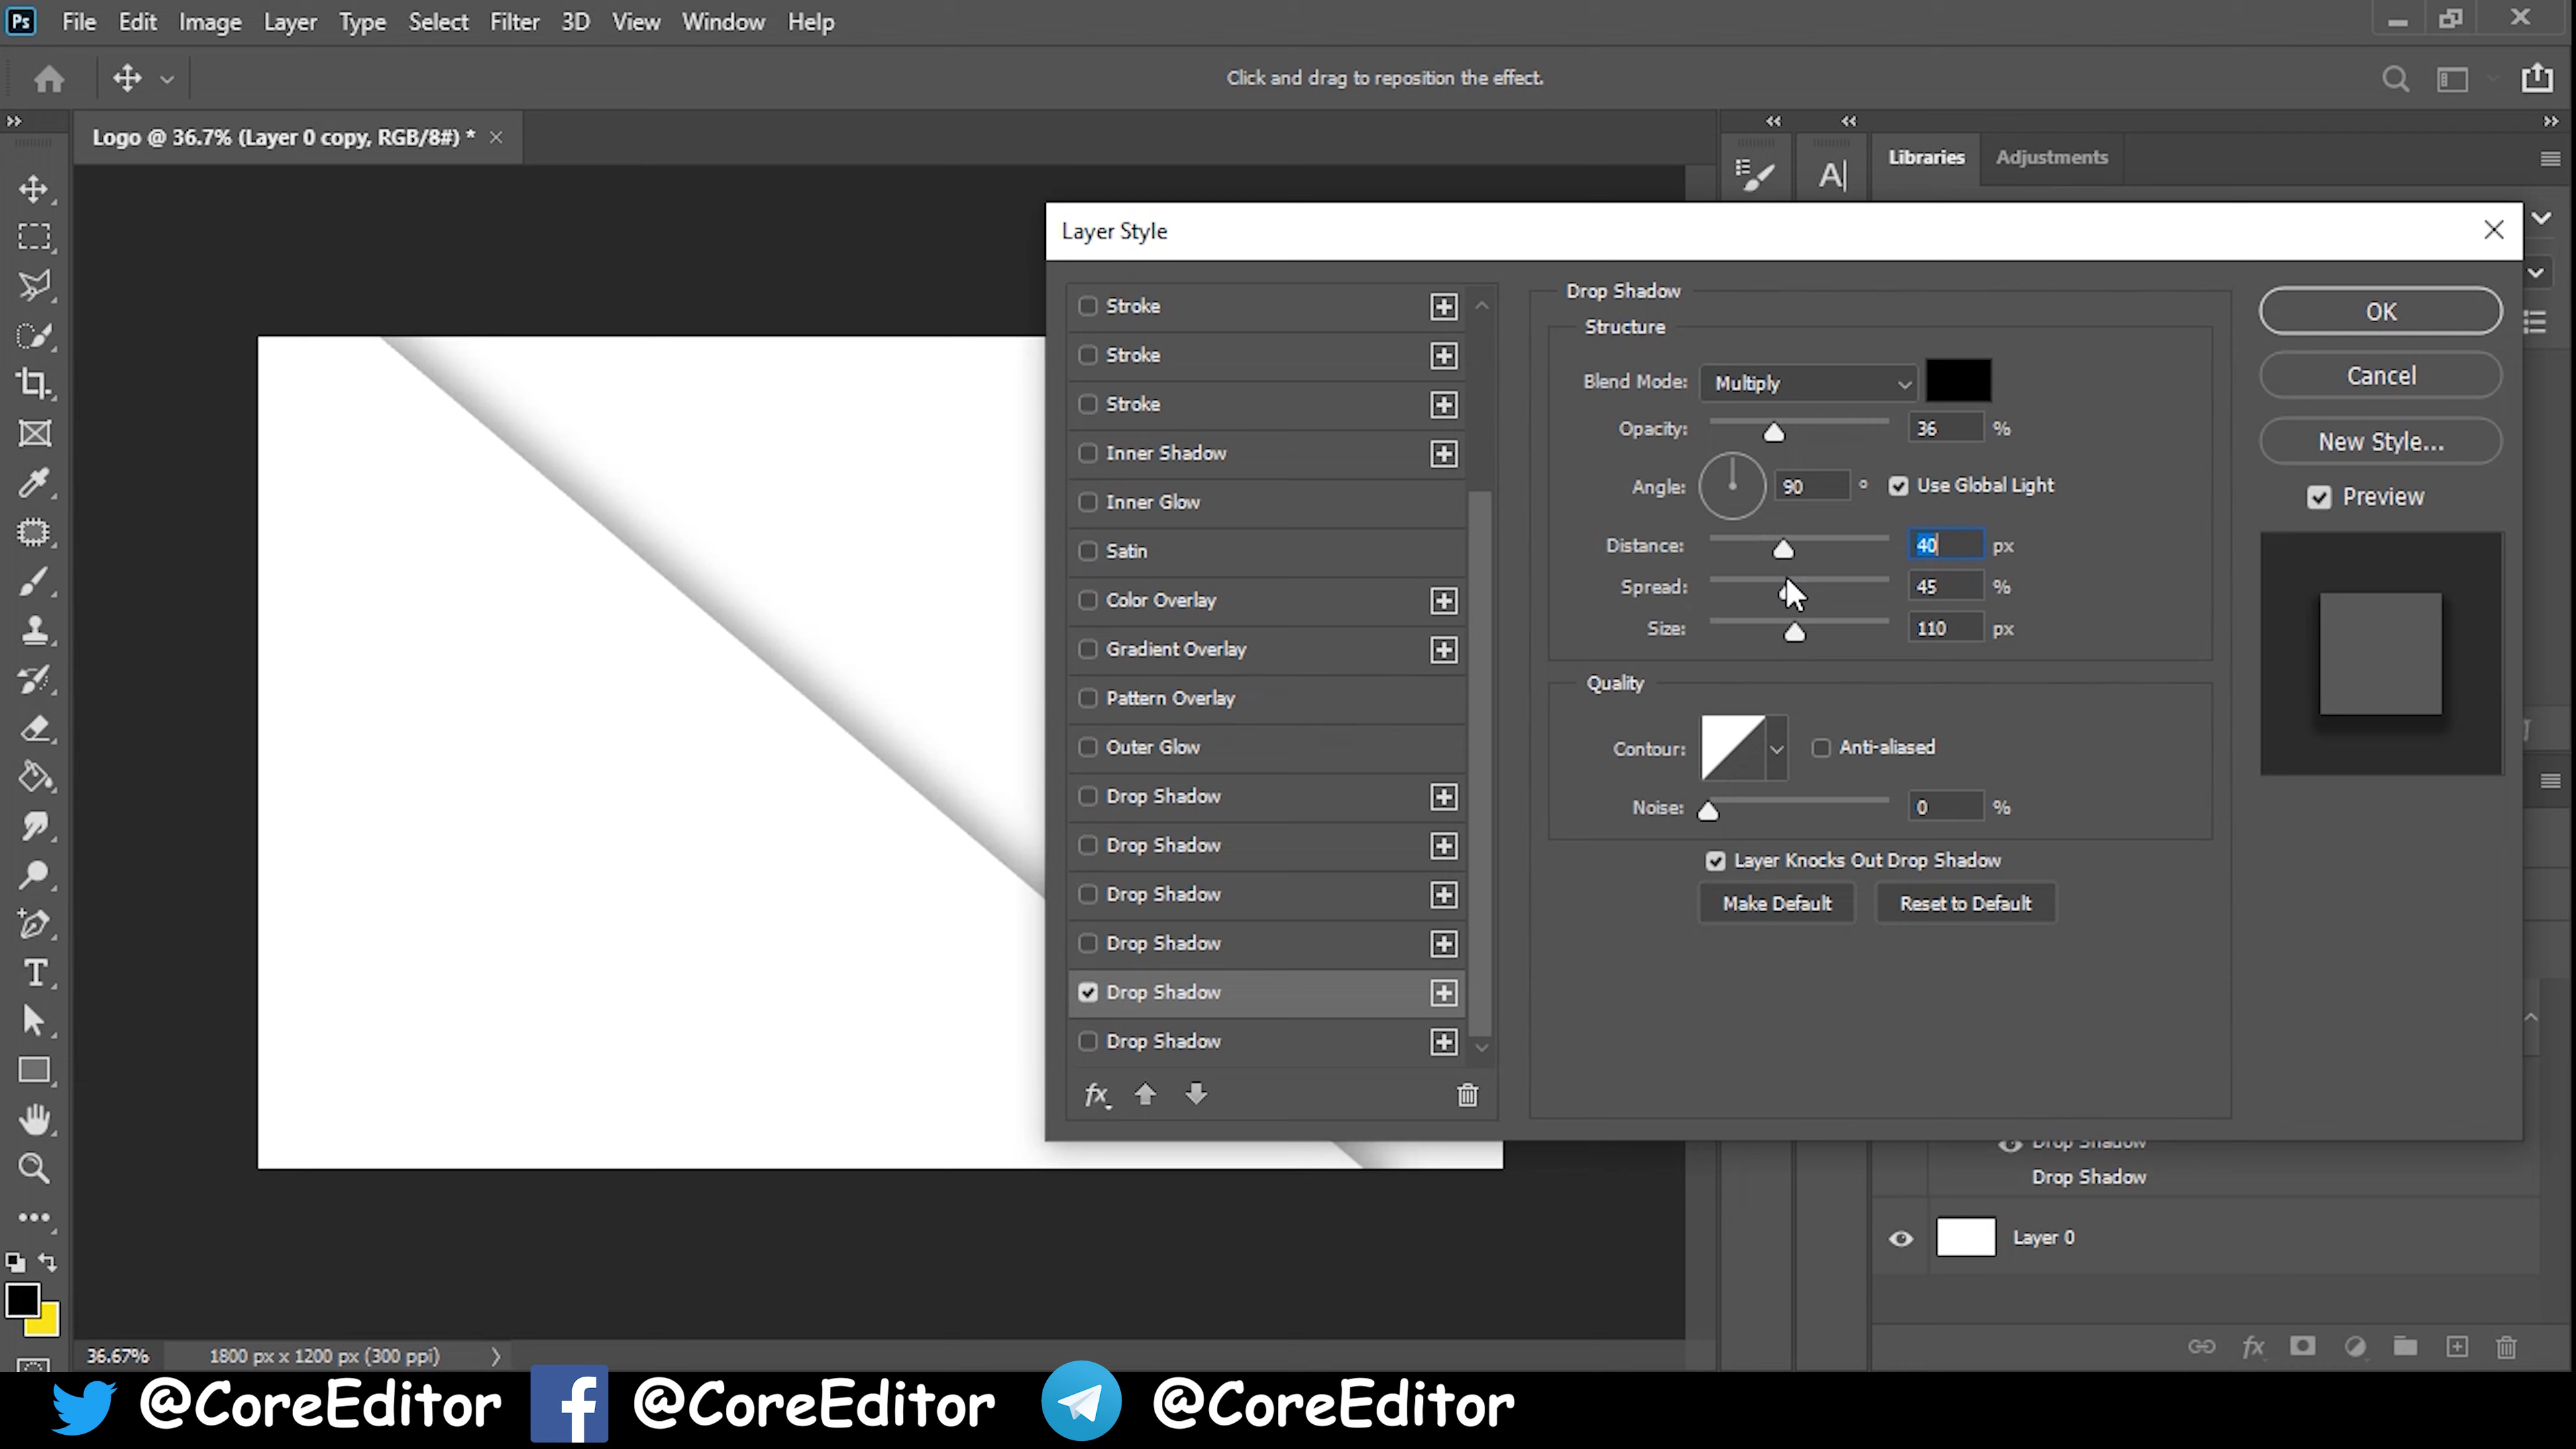 Ps File Edit Image Layer Type Select Filter 3D View Window Help
Click and drag to reposition the effect.
Logo @ 36.7% (Layer 0 copy, RGB/8#) *
Libraries Adjustments
Layer Style
Stroke
Stroke
Stroke
Inner Shadow
Inner Glow
Satin
Color Overlay
Gradient Overlay
Pattern Overlay
Outer Glow
Drop Shadow
Drop Shadow
Drop Shadow
Drop Shadow
Drop Shadow
Drop Shadow
fx
Drop Shadow
Structure
Blend Mode: Multiply
Opacity: 36 %
Angle: 90 ° Use Global Light
Distance: 40 px
Spread: 45 %
Size: 110 px
Quality
Contour: Anti-aliased
Noise: 0 %
Layer Knocks Out Drop Shadow
Make Default Reset to Default
OK
Cancel
New Style...
Preview
Drop Shadow
Drop Shadow
Layer 0
fx
36.67% 1800 px x 1200 px (300 ppi)
@CoreEditor @CoreEditor @CoreEditor